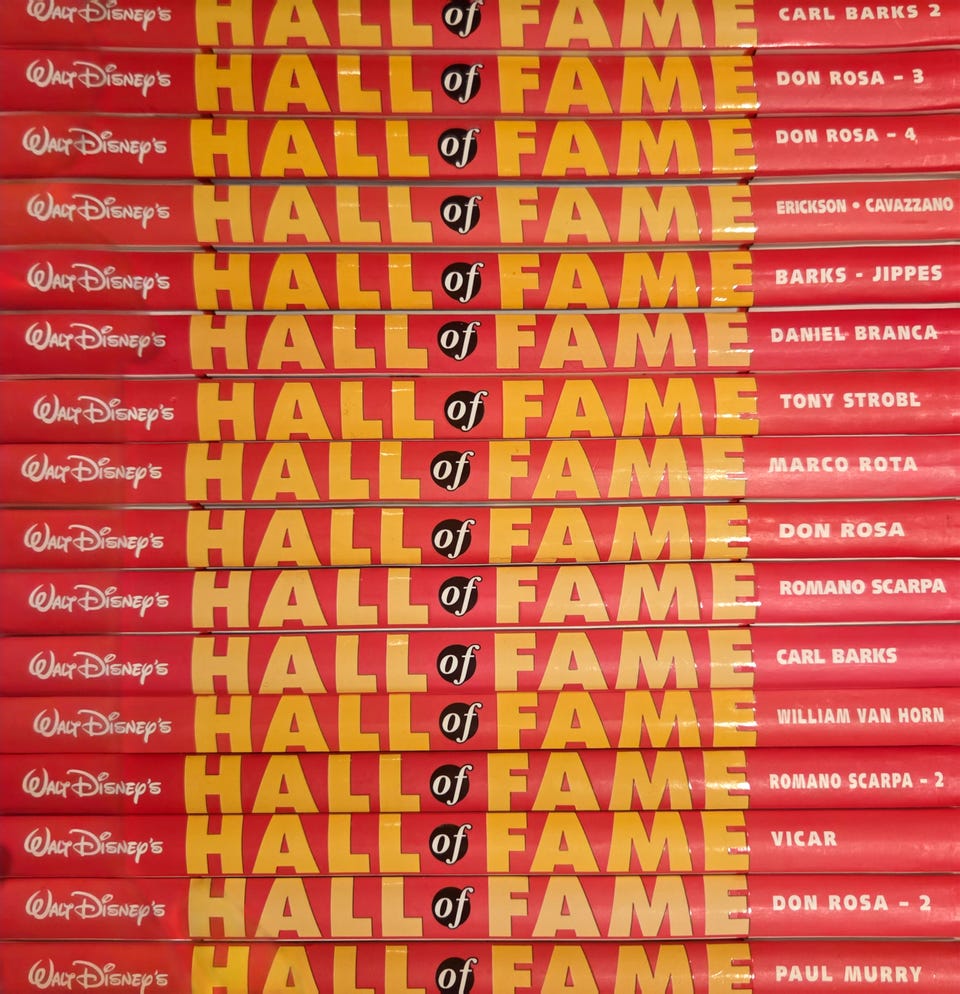 WALT DISNEY'S HALL of FAME CARL BARKS 2
WALT DISNEY'S HALL of FAME DON ROSA - 3
WALT DISNEY'S HALL of FAME DON ROSA - 4
WALT DISNEY'S HALL of FAME ERICKSON • CAVAZZANO
WALT DISNEY'S HALL of FAME BARKS - JIPPES
WALT DISNEY'S HALL of FAME DANIEL BRANCA
WALT DISNEY'S HALL of FAME TONY STROBL
WALT DISNEY'S HALL of FAME MARCO ROTA
WALT DISNEY'S HALL of FAME DON ROSA
WALT DISNEY'S HALL of FAME ROMANO SCARPA
WALT DISNEY'S HALL of FAME CARL BARKS
WALT DISNEY'S HALL of FAME WILLIAM VAN HORN
WALT DISNEY'S HALL of FAME ROMANO SCARPA - 2
WALT DISNEY'S HALL of FAME VICAR
WALT DISNEY'S HALL of FAME DON ROSA - 2
WALT DISNEY'S HALL of FAME PAUL MURRY